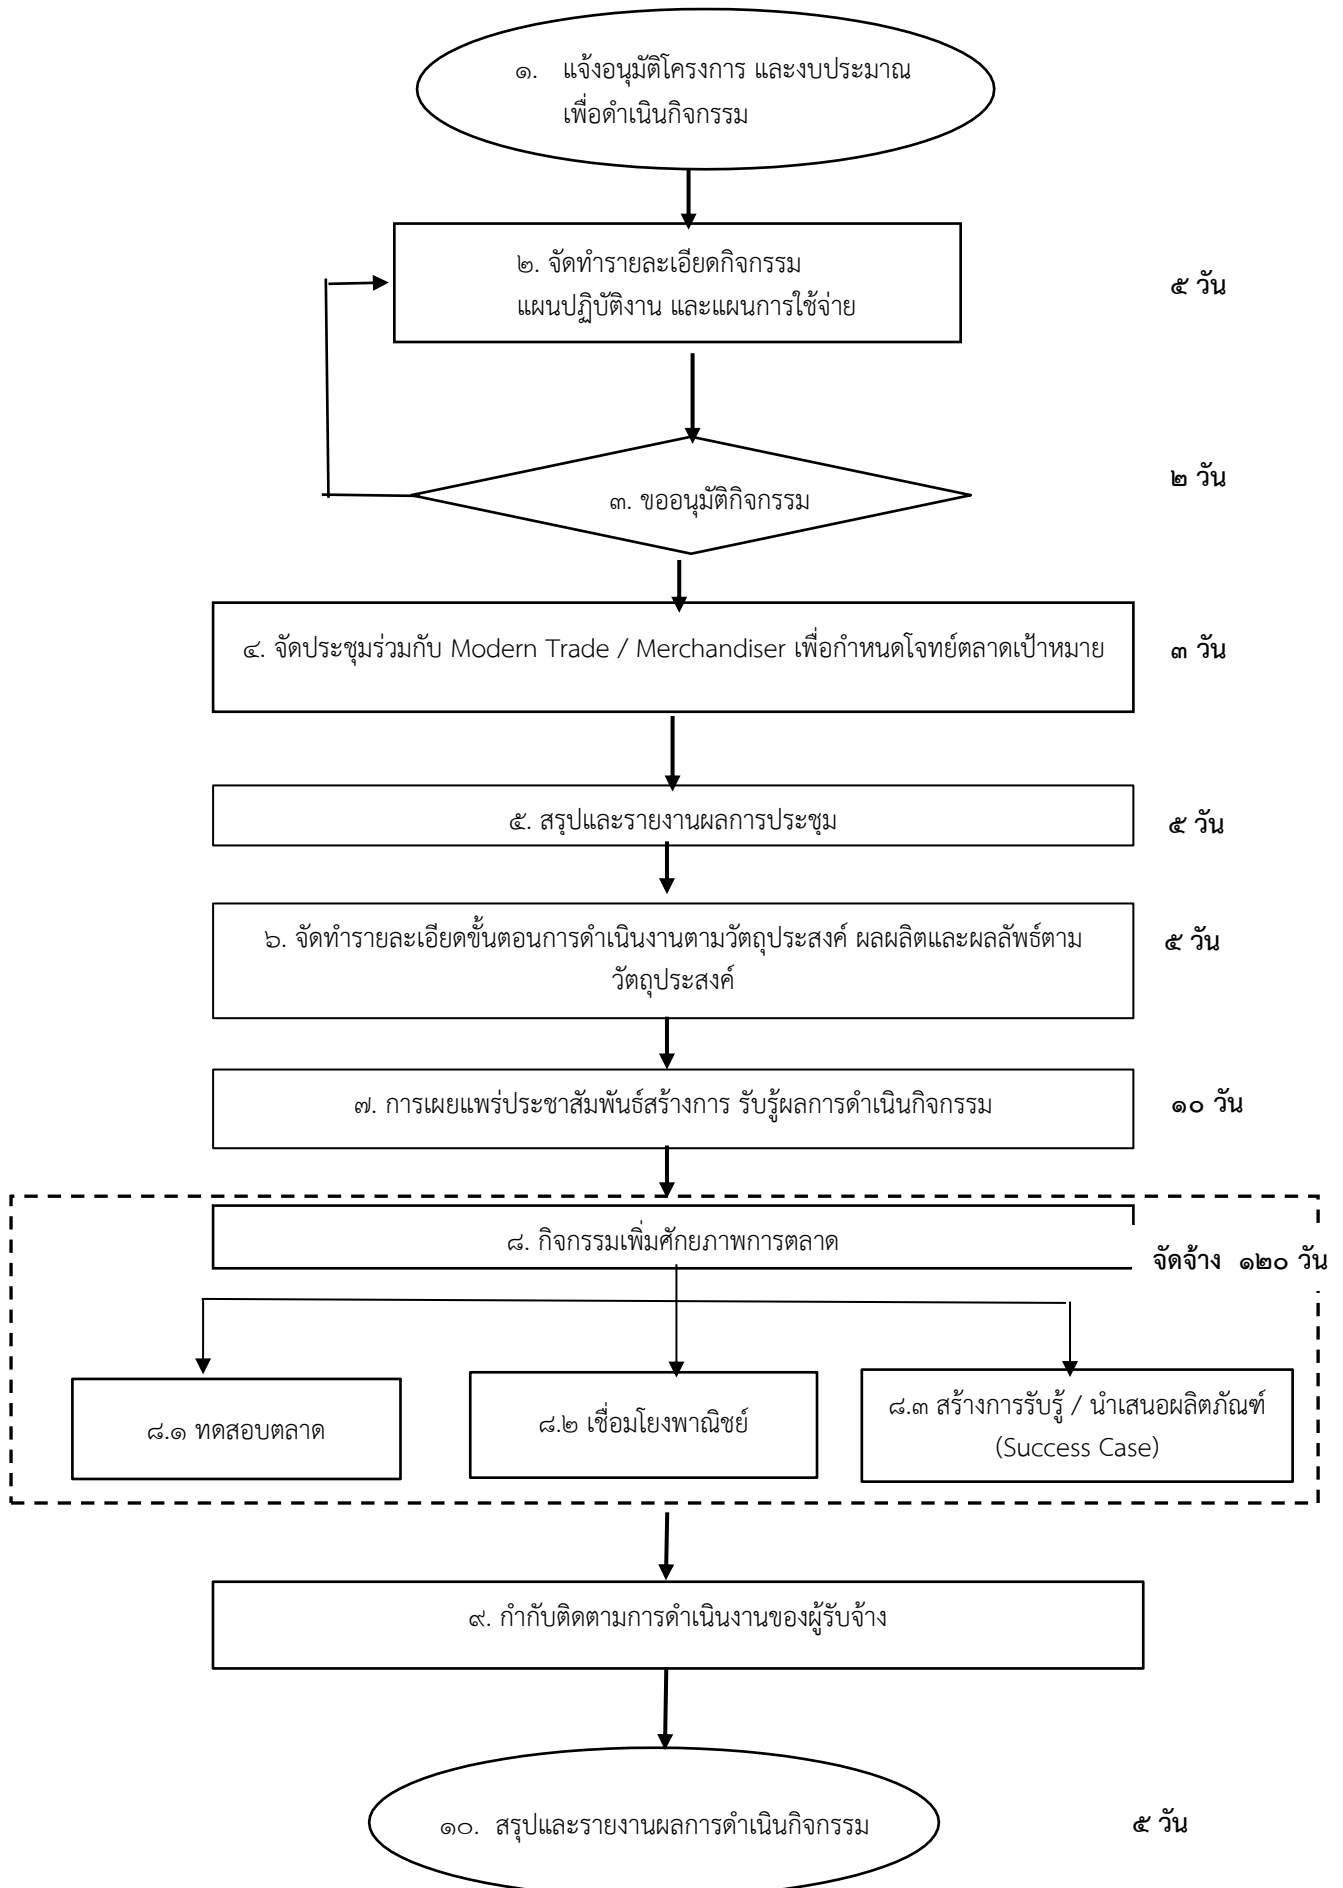 ๑. แจ้งอนุมัติโครงการ และงบประมาณ
เพื่อดำเนินกิจกรรม
๒. จัดทำรายละเอียดกิจกรรม
แผนปฏิบัติงาน และแผนการใช้จ่าย
๕ วัน
๓. ขออนุมัติกิจกรรม
๒ วัน
๔. จัดประชุมร่วมกับ Modern Trade / Merchandiser เพื่อกำหนดโจทย์ตลาดเป้าหมาย
๓ วัน
๕. สรุปและรายงานผลการประชุม
๕ วัน
๖. จัดทำรายละเอียดขั้นตอนการดำเนินงานตามวัตถุประสงค์ ผลผลิตและผลลัพธ์ตาม
วัตถุประสงค์
๕ วัน
๗. การเผยแพร่ประชาสัมพันธ์สร้างการ รับรู้ผลการดำเนินกิจกรรม
๑๐ วัน
๘. กิจกรรมเพิ่มศักยภาพการตลาด
จัดจ้าง ๑๒๐ วัน
๘.๑ ทดสอบตลาด
๘.๒ เชื่อมโยงพาณิชย์
๘.๓ สร้างการรับรู้ / นำเสนอผลิตภัณฑ์
(Success Case)
๙. กำกับติดตามการดำเนินงานของผู้รับจ้าง
๑๐. สรุปและรายงานผลการดำเนินกิจกรรม
๕ วัน